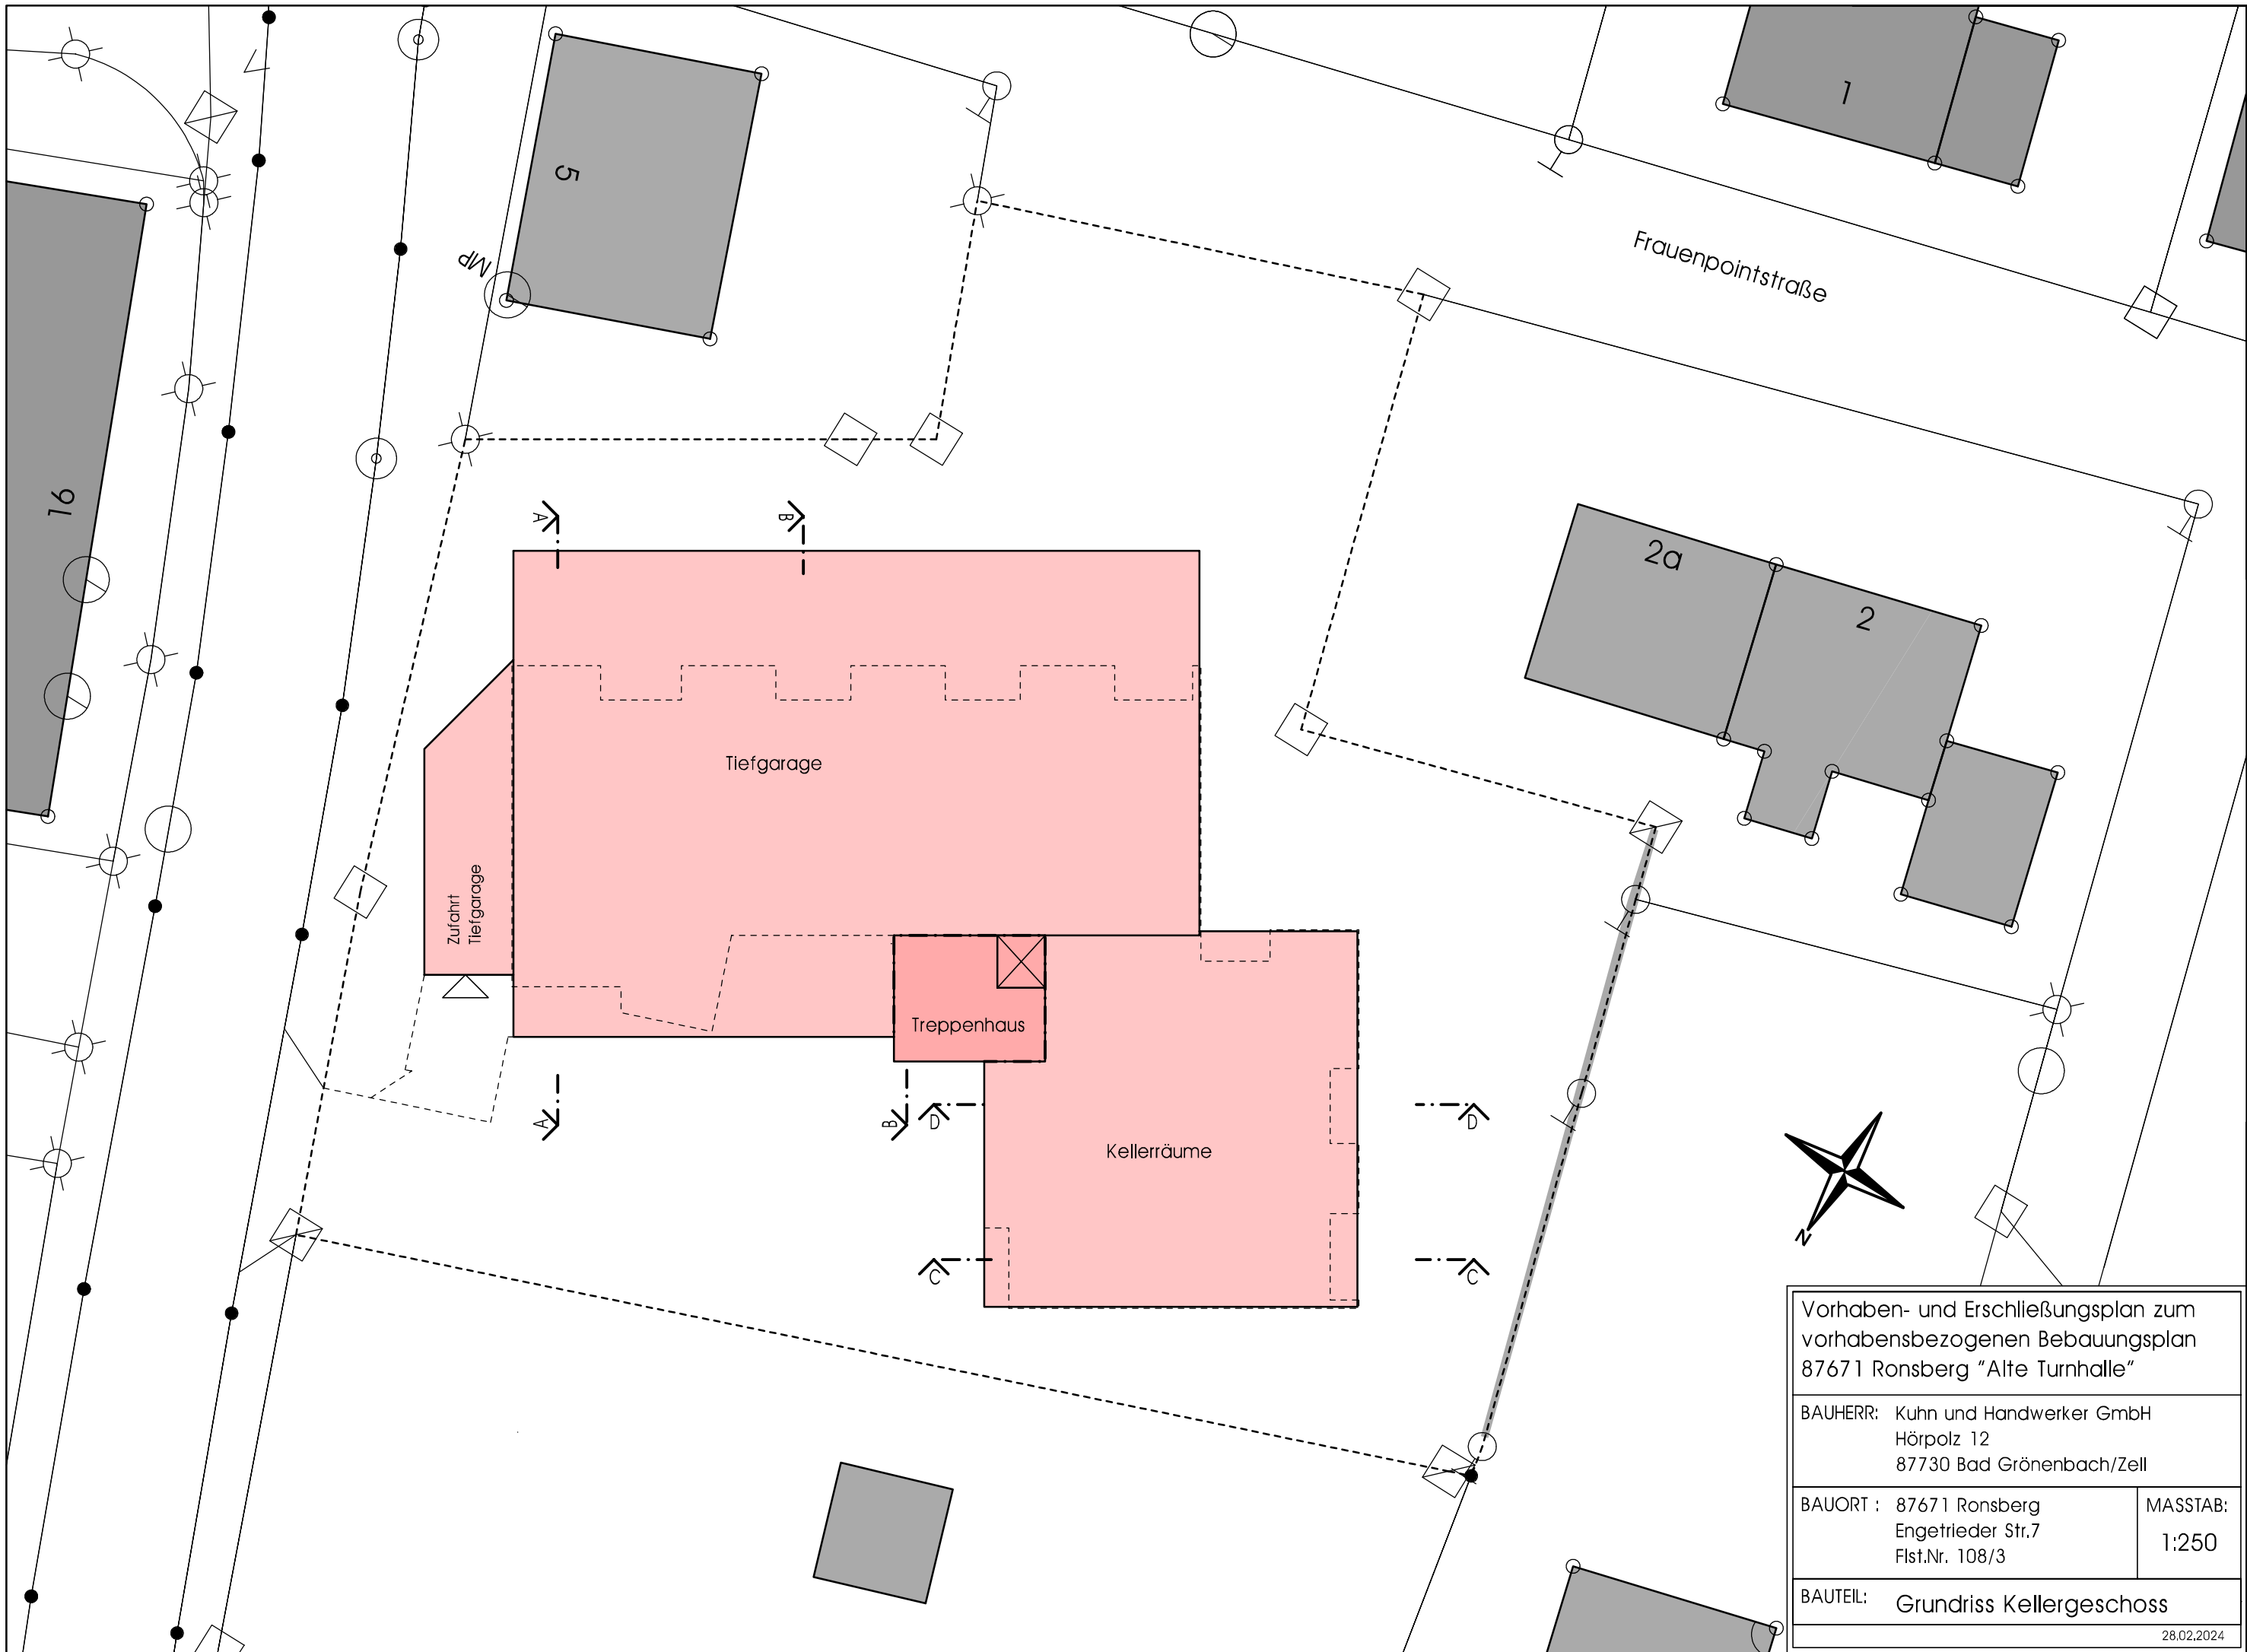 1
5
MP
Frauenpointstraße
16
A
B
2a
2
Tiefgarage
Zufahrt
Tiefgarage
Treppenhaus
A
B
D
D
Kellerräume
C
C
N
Vorhaben- und Erschließungsplan zum
vorhabensbezogenen Bebauungsplan
87671 Ronsberg "Alte Turnhalle"
BAUHERR: Kuhn und Handwerker GmbH
Hörpolz 12
87730 Bad Grönenbach/Zell
BAUORT : 87671 Ronsberg
Engetrieder Str.7
Flst.Nr. 108/3
MASSTAB:
1:250
BAUTEIL: Grundriss Kellergeschoss
28.02.2024